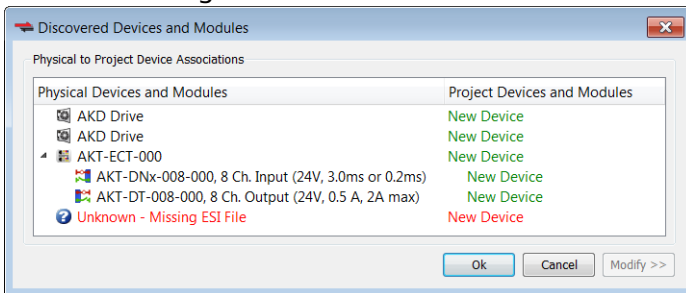 Discovered Devices and Modules
Physical to Project Device Associations
Physical Devices and Modules Project Devices and Modules
AKD Drive New Device
AKD Drive New Device
AKT-ECT-000 New Device
AKT-DNx-008-000, 8 Ch. Input (24V, 3.0ms or 0.2ms) New Device
AKT-DT-008-000, 8 Ch. Output (24V, 0.5 A, 2A max) New Device
Unknown - Missing ESI File New Device
Ok Cancel Modify >>